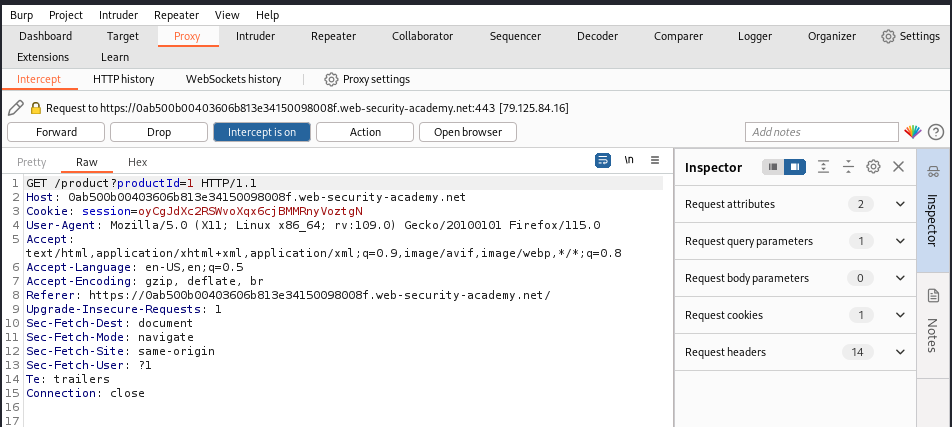 Burp Project Intruder Repeater View Help
Dashboard Target Proxy Intruder Repeater Collaborator Sequencer Decoder Comparer Logger Organizer Settings
Extensions Learn
Intercept HTTP history WebSockets history Proxy settings
Request to https://0ab500b00403606b813e34150098008f.web-security-academy.net:443 [79.125.84.16]
Forward Drop Intercept is on Action Open browser Add notes
Pretty Raw Hex \n Inspector
1 GET /product?productId=1 HTTP/1.1
2 Host: 0ab500b00403606b813e34150098008f.web-security-academy.net
3 Cookie: session=oyCgJdXc2RSWvoXqx6cjBMMRnyVoztgN
4 User-Agent: Mozilla/5.0 (X11; Linux x86_64; rv:109.0) Gecko/20100101 Firefox/115.0
5 Accept:
text/html,application/xhtml+xml,application/xml;q=0.9,image/avif,image/webp,*/*;q=0.8
6 Accept-Language: en-US,en;q=0.5
7 Accept-Encoding: gzip, deflate, br
8 Referer: https://0ab500b00403606b813e34150098008f.web-security-academy.net/
9 Upgrade-Insecure-Requests: 1
10 Sec-Fetch-Dest: document
11 Sec-Fetch-Mode: navigate
12 Sec-Fetch-Site: same-origin
13 Sec-Fetch-User: ?1
14 Te: trailers
15 Connection: close
16
17
Request attributes 2
Request query parameters 1
Request body parameters 0
Request cookies 1
Request headers 14
Inspector
Notes